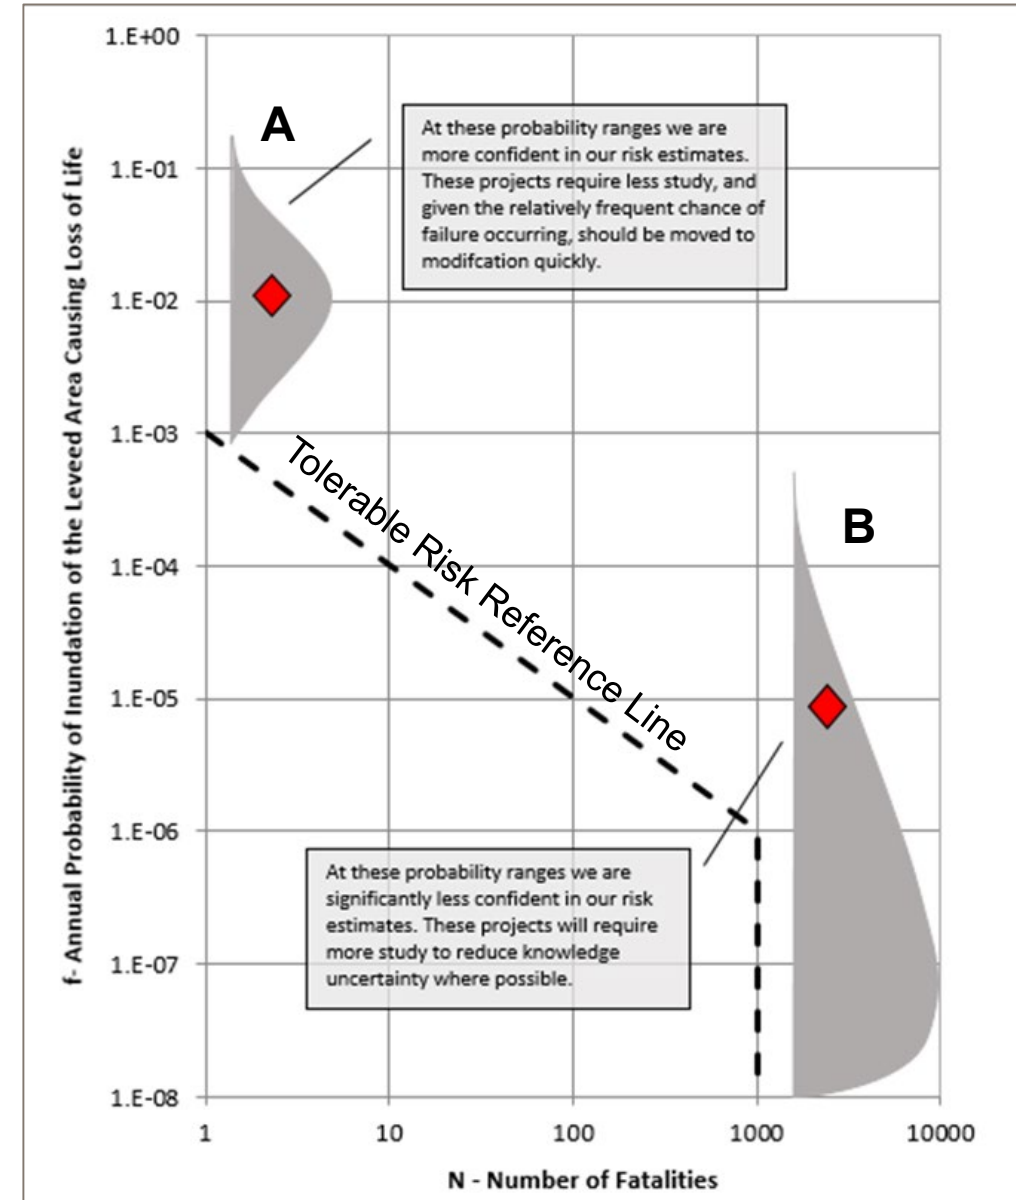 1.E+00
A
At these probability ranges we are
more confident in our risk estimates.
These projects require less study, and
given the relatively frequent chance of
failure occurring, should be moved to
modifcation quickly.
1.E-01
1.E-02
1.E-03
Tolerable Risk Reference Line
B
1.E-04
1.E-05
1.E-06
At these probability ranges we are
significantly less confident in our risk
estimates. These projects will require
more study to reduce knowledge
uncertainty where possible.
1.E-07
1.E-08
f- Annual Probability of Inundation of the Leveed Area Causing Loss of Life
1 10 100 1000 10000
N - Number of Fatalities